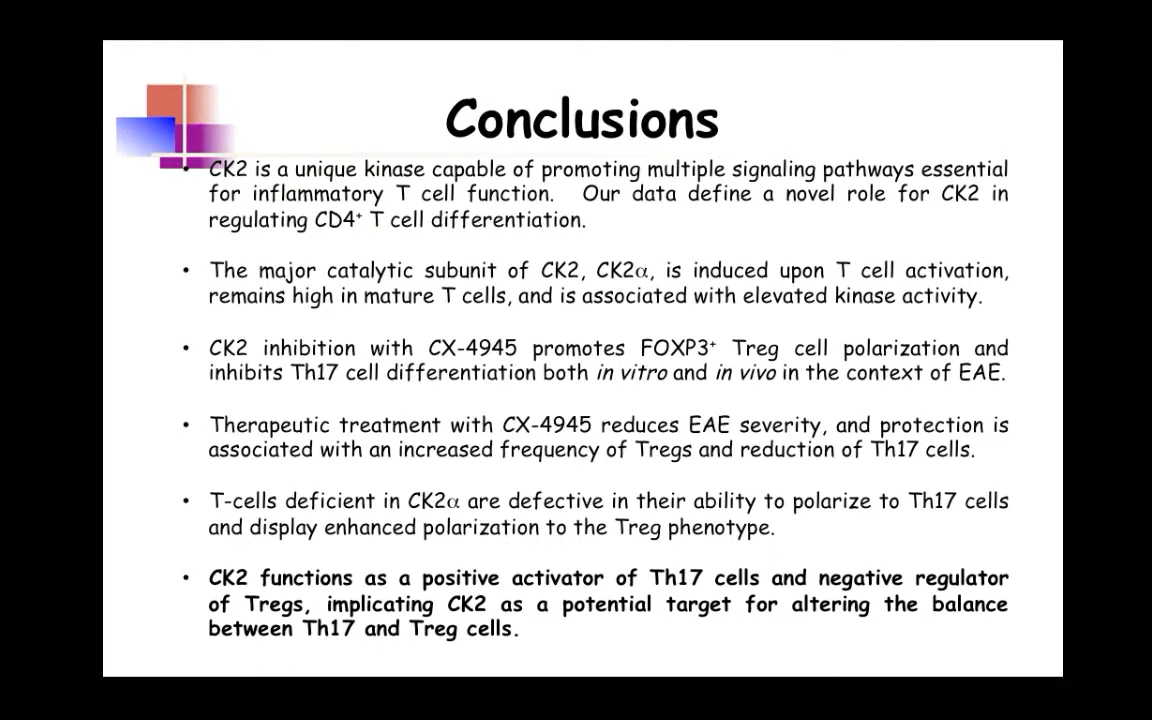 Conclusions
• CK2 is a unique kinase capable of promoting multiple signaling pathways essential
for inflammatory T cell function. Our data define a novel role for CK2 in
regulating CD4⁺ T cell differentiation.
• The major catalytic subunit of CK2, CK2α, is induced upon T cell activation,
remains high in mature T cells, and is associated with elevated kinase activity.
• CK2 inhibition with CX-4945 promotes FOXP3⁺ Treg cell polarization and
inhibits Th17 cell differentiation both in vitro and in vivo in the context of EAE.
• Therapeutic treatment with CX-4945 reduces EAE severity, and protection is
associated with an increased frequency of Tregs and reduction of Th17 cells.
• T-cells deficient in CK2α are defective in their ability to polarize to Th17 cells
and display enhanced polarization to the Treg phenotype.
• CK2 functions as a positive activator of Th17 cells and negative regulator
of Tregs, implicating CK2 as a potential target for altering the balance
between Th17 and Treg cells.